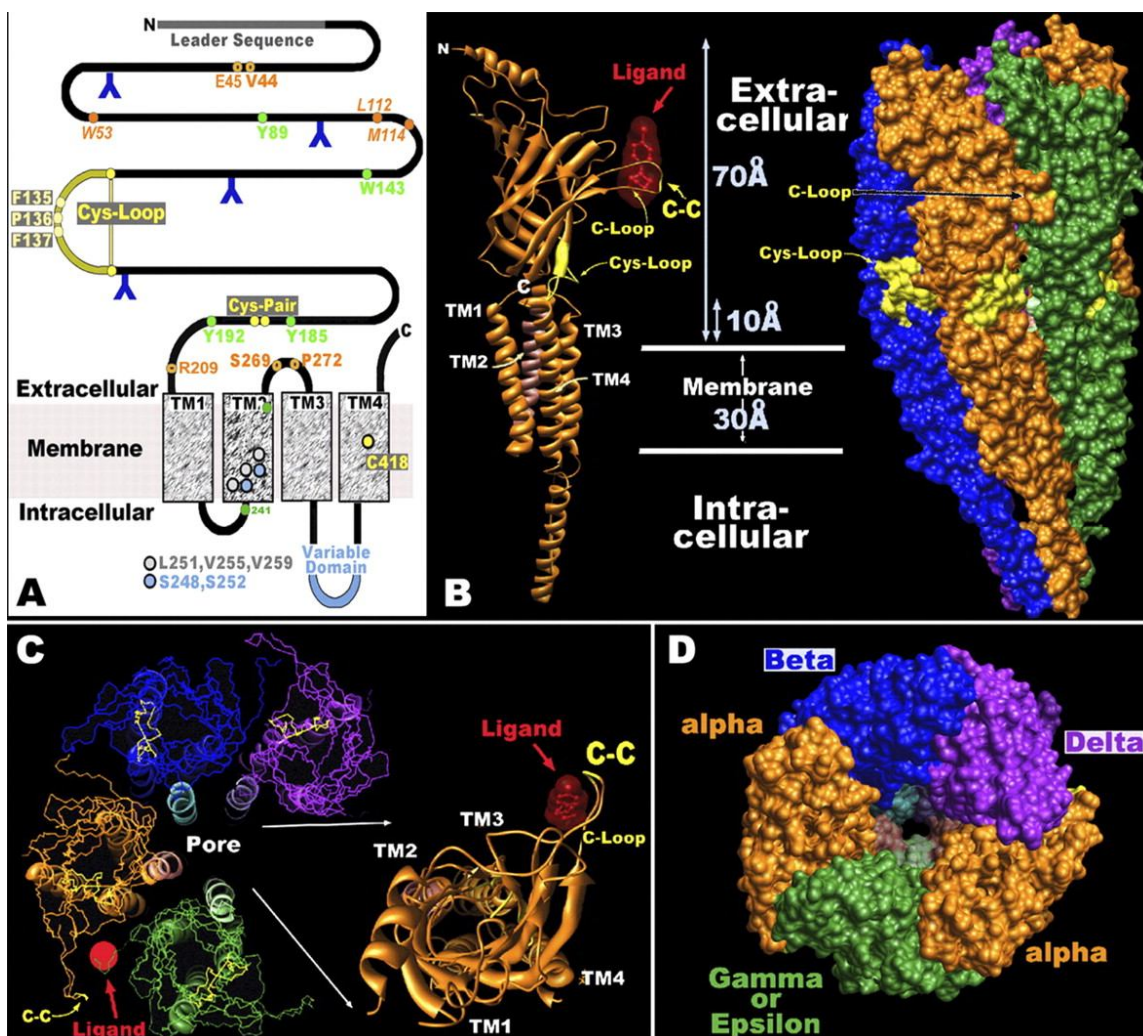 N
Leader Sequence
E45 V44
L112
W53
Y89
M114
W143
F135
P136
F137
Cys-Loop
Cys-Pair
Y192
Y185
C
S269
P272
R209
Extracellular
TM1
TM2
TM3
TM4
Membrane
C418
Intracellular
241
L251,V255,V259
S248,S252
Variable
Domain
A
N
Ligand
C-C
C-Loop
Cys-Loop
C
TM1
TM3
TM2
TM4
Extra-
cellular
70Å
10Å
Membrane
30Å
Intra-
cellular
C-Loop
Cys-Loop
B
C
Pore
C-C
Ligand
Ligand
C-C
C-Loop
TM3
TM2
TM4
TM1
D
Beta
alpha
Delta
alpha
Gamma
or
Epsilon